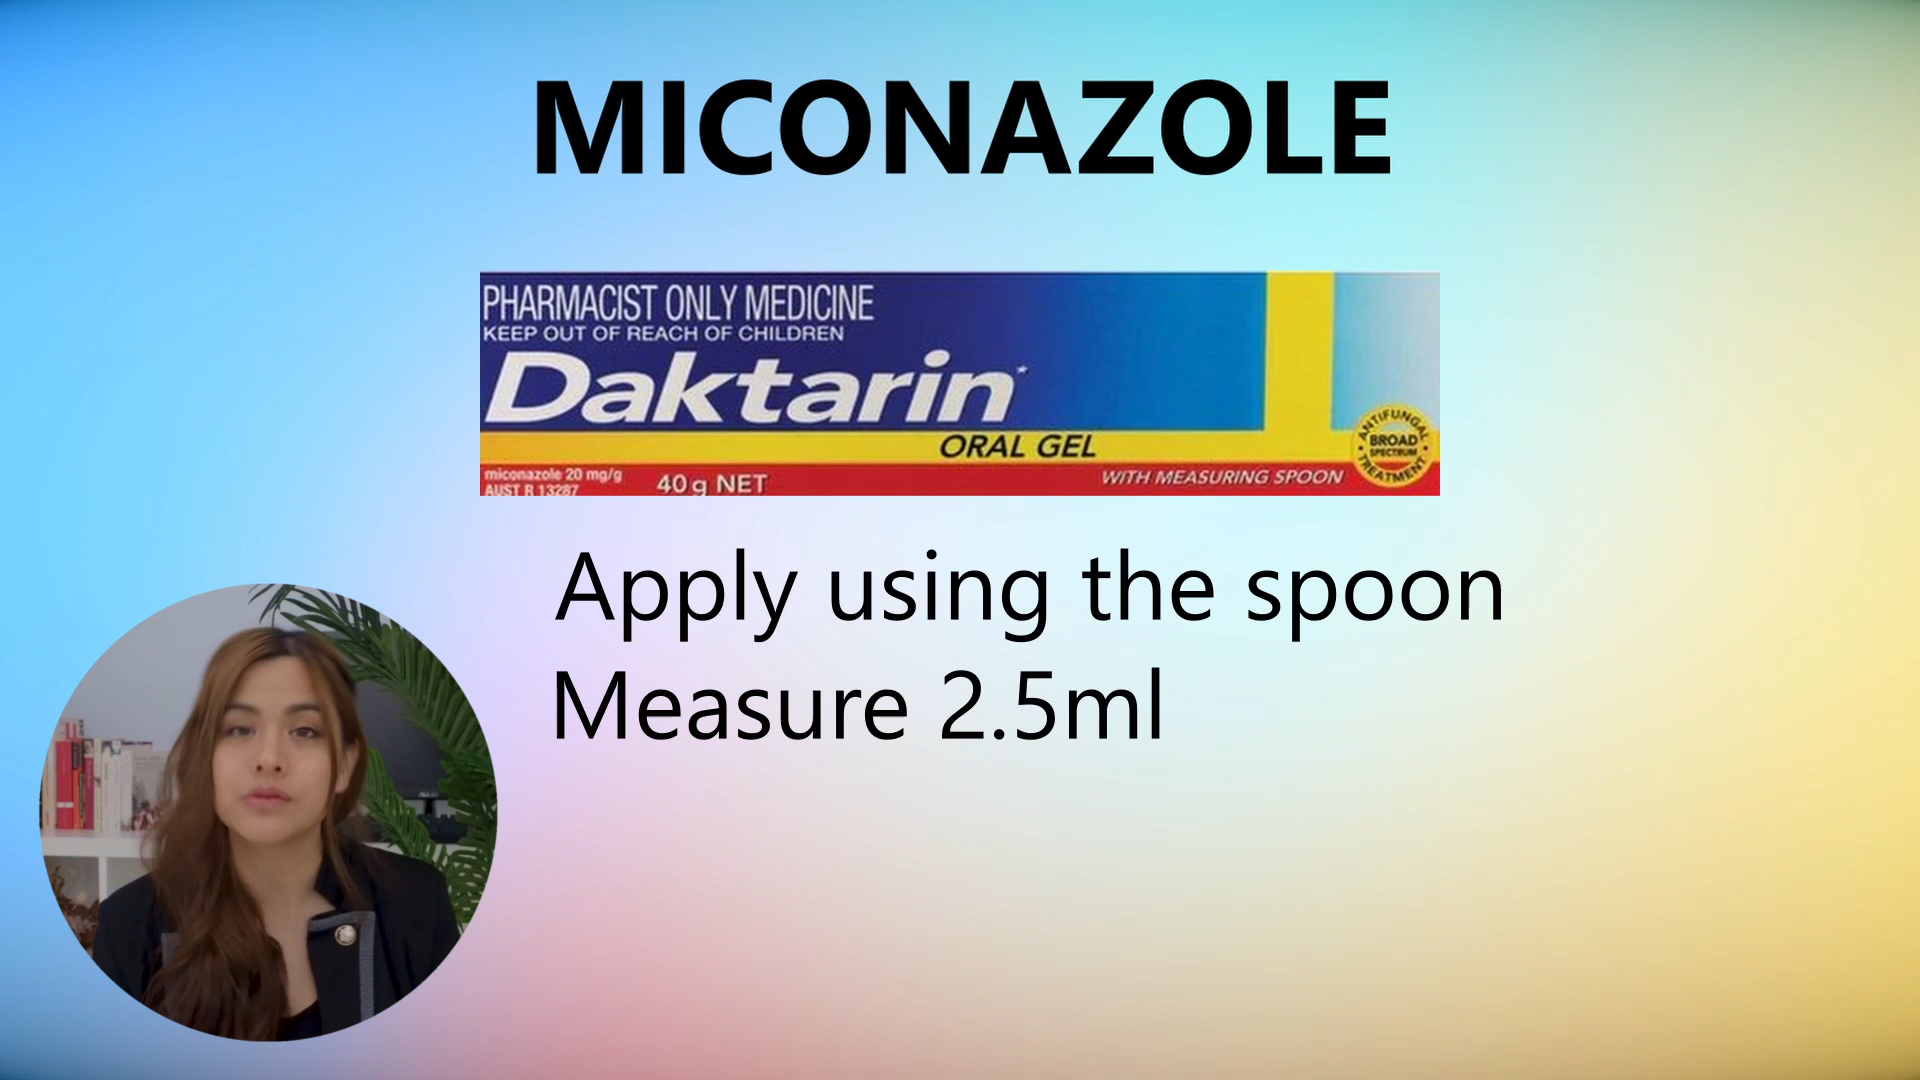 MICONAZOLE
PHARMACIST ONLY MEDICINE
KEEP OUT OF REACH OF CHILDREN
Daktarin*
ORAL GEL
miconazole 20 mg/g
AUST R 13287
40 g NET
WITH MEASURING SPOON
ANTIFUNGAL
BROAD
SPECTRUM
TREATMENT
Apply using the spoon
Measure 2.5ml